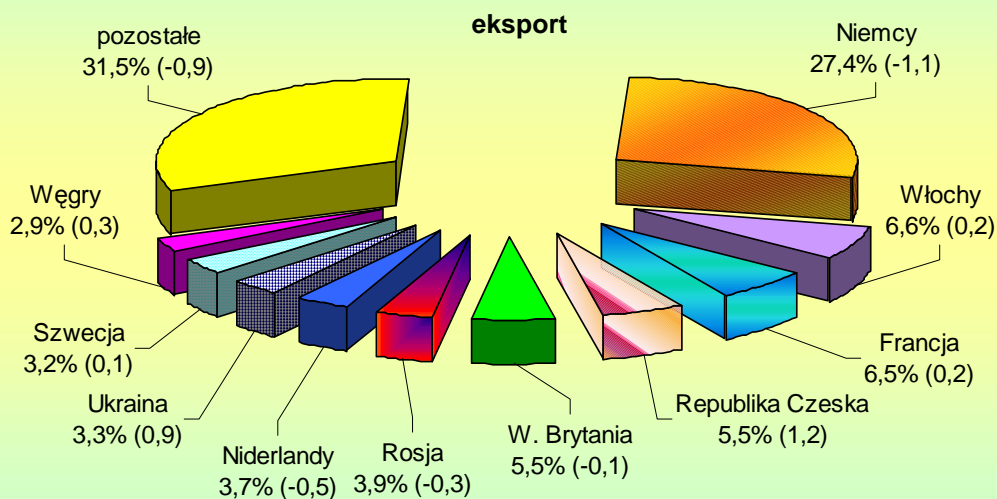 eksport
pozostałe
31,5% (-0,9)
Niemcy
27,4% (-1,1)
Węgry
2,9% (0,3)
Włochy
6,6% (0,2)
Szwecja
3,2% (0,1)
Francja
6,5% (0,2)
Ukraina
3,3% (0,9)
Republika Czeska
5,5% (1,2)
Niderlandy
3,7% (-0,5)
Rosja
3,9% (-0,3)
W. Brytania
5,5% (-0,1)